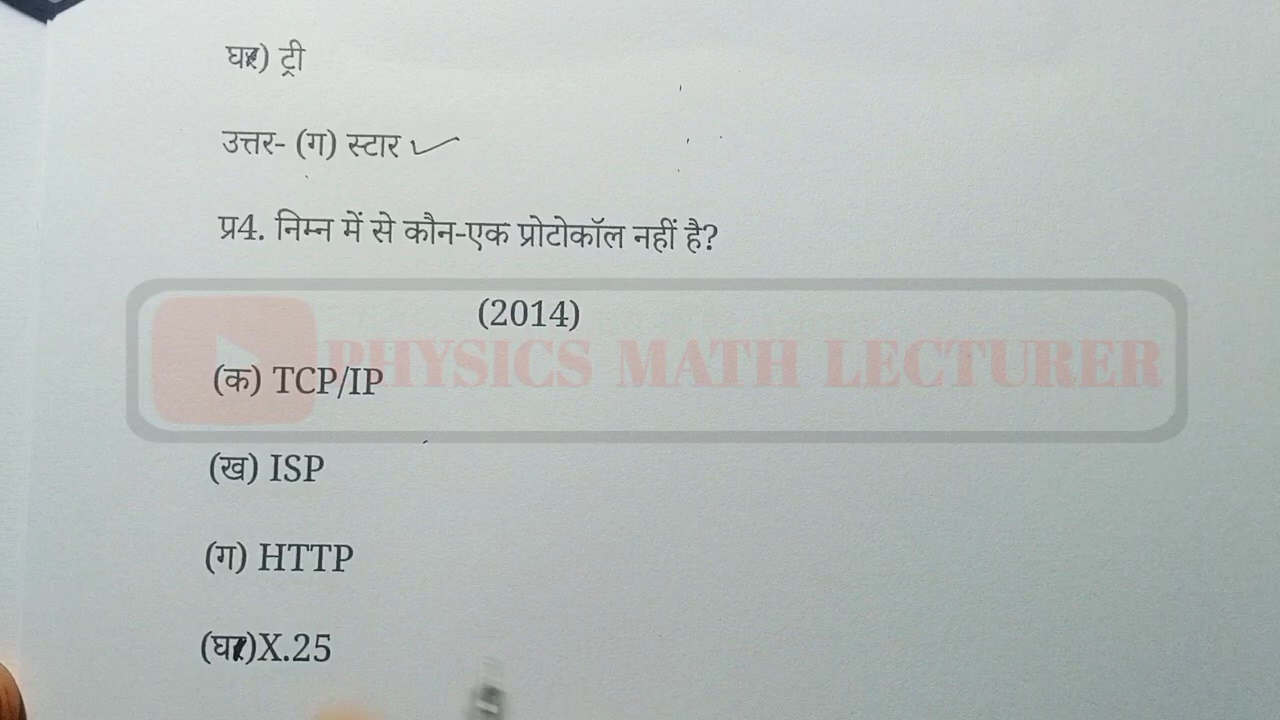 घ) ट्री
उत्तर- (ग) स्टार
प्र4. निम्न में से कौन-एक प्रोटोकॉल नहीं है?
(2014)
PHYSICS MATH LECTURER
(क) TCP/IP
(ख) ISP
(ग) HTTP
(घ)X.25